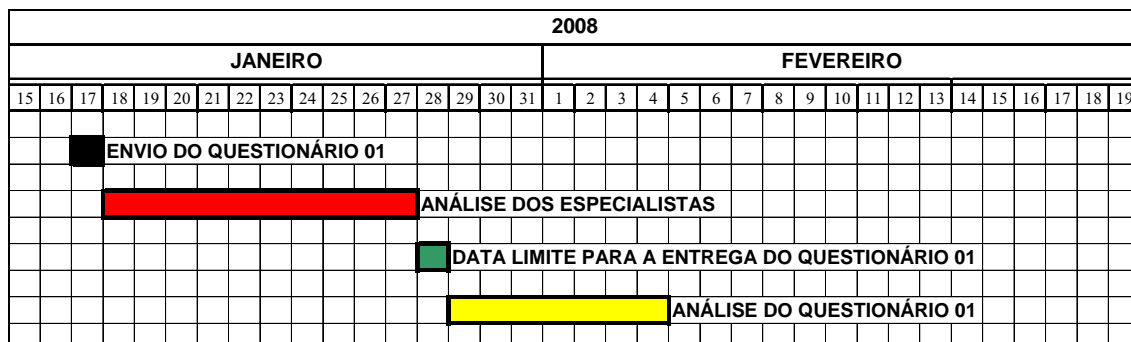 2008
JANEIRO FEVEREIRO
15 16 17 18 19 20 21 22 23 24 25 26 27 28 29 30 31 1 2 3 4 5 6 7 8 9 10 11 12 13 14 15 16 17 18 19
ENVIO DO QUESTIONÁRIO 01
ANÁLISE DOS ESPECIALISTAS
DATA LIMITE PARA A ENTREGA DO QUESTIONÁRIO 01
ANÁLISE DO QUESTIONÁRIO 01